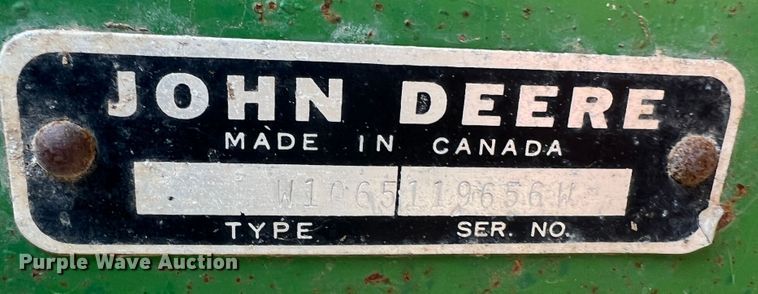 JOHN DEERE
MADE IN CANADA
W1065119656W
TYPE SER. NO.
Purple Wave Auction